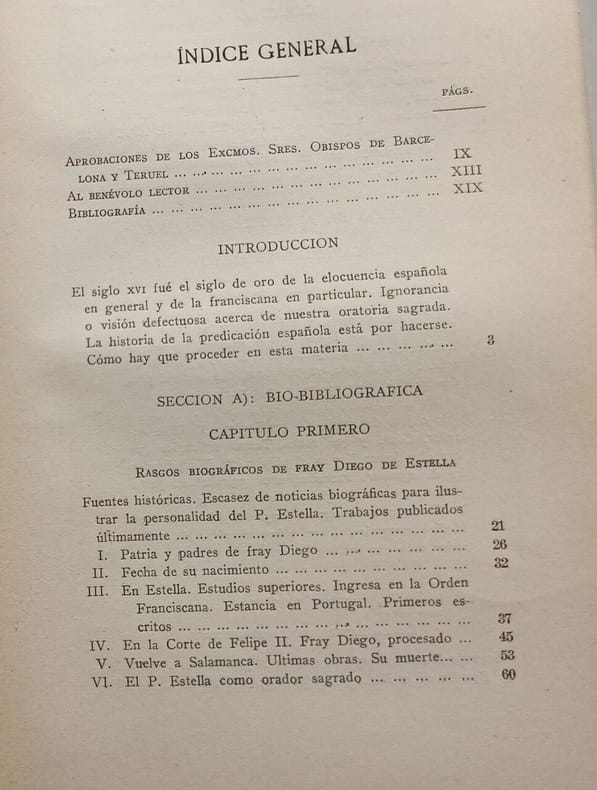 ÍNDICE GENERAL
PÁGS.
APROBACIONES DE LOS EXCMOS. SRES. OBISPOS DE BARCE-
LONA Y TERUEL ... ... ... ... ... ... ... ... ... ... ... ... ... ... IX
AL BENÉVOLO LECTOR ... ... ... ... ... ... ... ... ... ... ... ... ... XIII
BIBLIOGRAFÍA ... ... ... ... ... ... ... ... ... ... ... ... ... ... ... XIX
INTRODUCCION
El siglo XVI fué el siglo de oro de la elocuencia española
en general y de la franciscana en particular. Ignorancia
o visión defectuosa acerca de nuestra oratoria sagrada.
La historia de la predicación española está por hacerse.
Cómo hay que proceder en esta materia ... ... ... ... ... 3
SECCION A): BIO-BIBLIOGRAFICA
CAPITULO PRIMERO
RASGOS BIOGRÁFICOS DE FRAY DIEGO DE ESTELLA
Fuentes históricas. Escasez de noticias biográficas para ilus-
trar la personalidad del P. Estella. Trabajos publicados
últimamente ... ... ... ... ... ... ... ... ... ... ... ... ... ... ... 21
I. Patria y padres de fray Diego ... ... ... ... ... ... ... 26
II. Fecha de su nacimiento ... ... ... ... ... ... ... ... ... ... 32
III. En Estella. Estudios superiores. Ingresa en la Orden
Franciscana. Estancia en Portugal. Primeros es-
critos ... ... ... ... ... ... ... ... ... ... ... ... ... ... ... 37
IV. En la Corte de Felipe II. Fray Diego, procesado ... 45
V. Vuelve a Salamanca. Ultimas obras. Su muerte... ... 53
VI. El P. Estella como orador sagrado ... ... ... ... ... 60